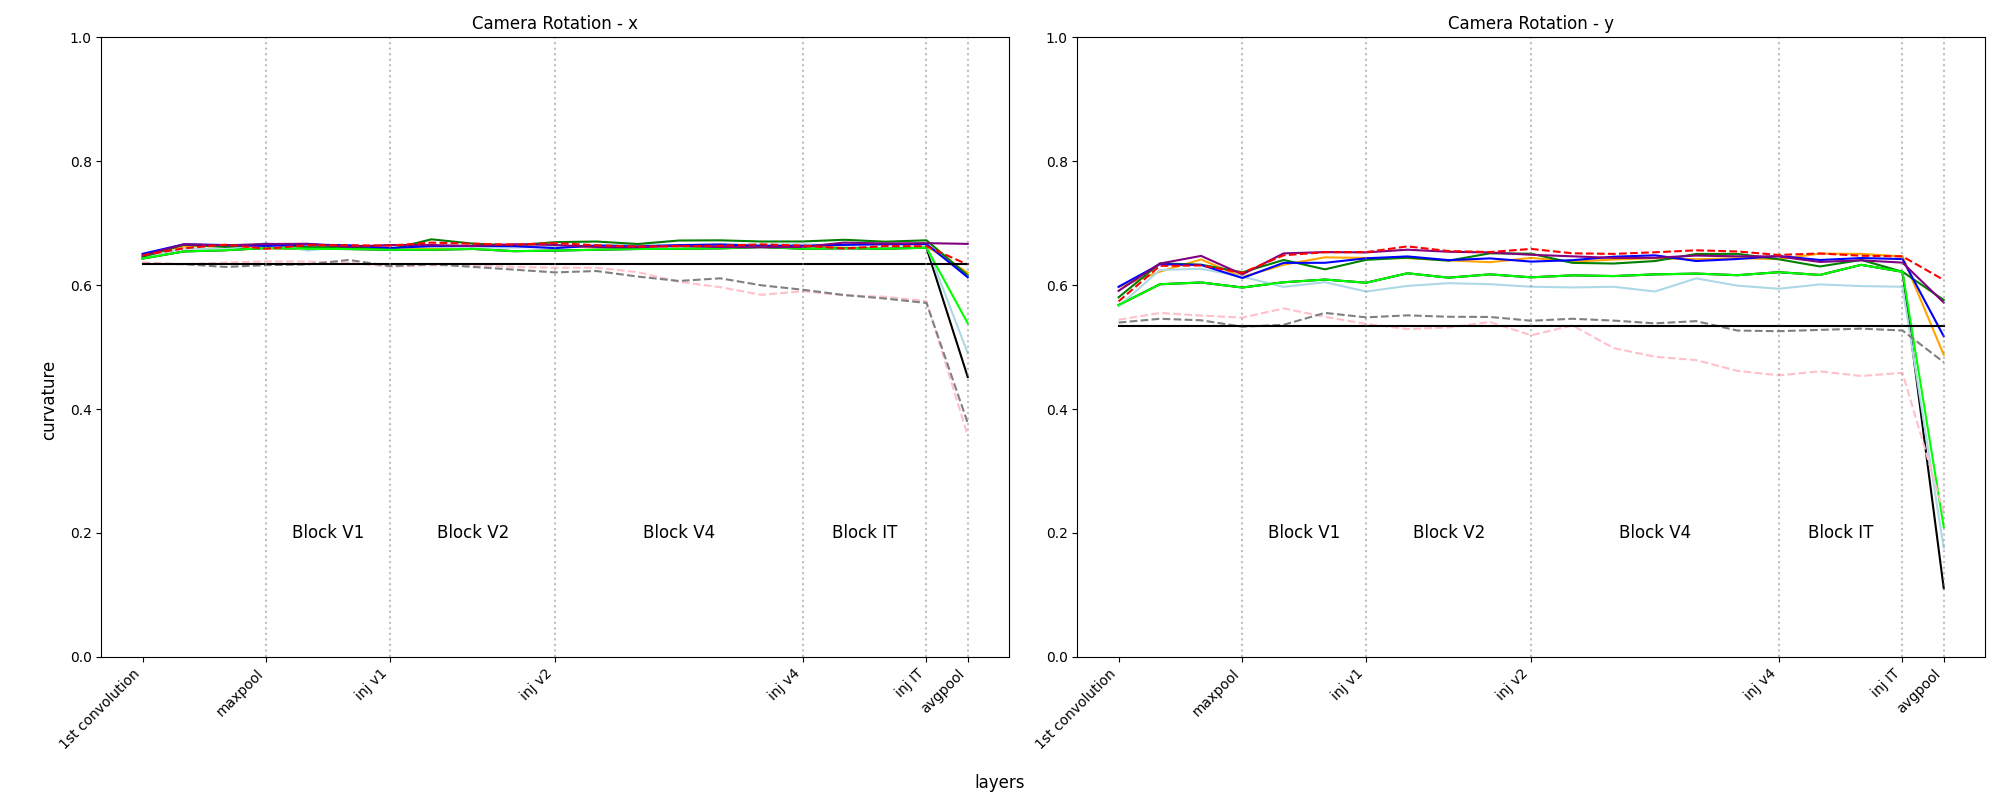 Camera Rotation - x
Camera Rotation - y
curvature
1.0
0.8
0.6
0.4
0.2
0.0
Block V1
Block V2
Block V4
Block IT
1st convolution
maxpool
inj v1
inj v2
inj v4
inj IT
avgpool
1.0
0.8
0.6
0.4
0.2
0.0
Block V1
Block V2
Block V4
Block IT
1st convolution
maxpool
inj v1
inj v2
inj v4
inj IT
avgpool
layers